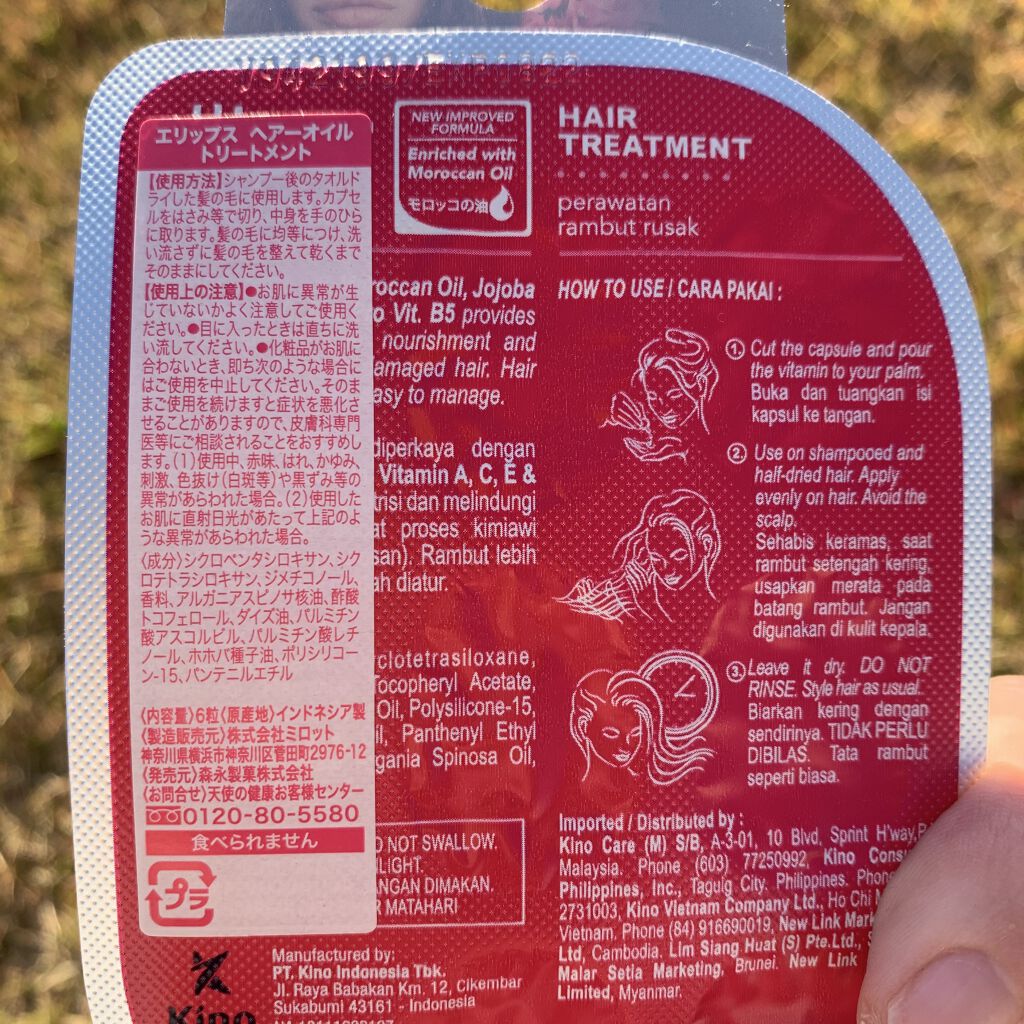 エリップス ヘアーオイル
トリートメント
【使用方法】シャンプー後のタオルド
ライした髪の毛に使用します。カプセ
ルをはさみ等で切り、中身を手のひら
に取ります。髪の毛に均等につけ、洗
い流さずに髪の毛を整えて乾くまで
そのままにしてください。
【使用上の注意】●お肌に異常が生
じていないかよく注意してご使用く
ださい。●目に入ったときは直ちに洗
い流してください。●化粧品がお肌に
合わないとき、即ち次のような場合に
はご使用を中止してください。そのま
まご使用を続けますと症状を悪化さ
せることがありますので、皮膚科専門
医等にご相談されることをおすすめし
ます。(1)使用中、赤味、はれ、かゆみ、
刺激、色抜け(白斑等)や黒ずみ等の
異常があらわれた場合。(2)使用した
お肌に直射日光があたって上記のよ
うな異常があらわれた場合。
〈成分〉シクロペンタシロキサン、シク
ロテトラシロキサン、ジメチコノール、
香料、アルガニアスピノサ核油、酢酸
トコフェロール、ダイズ油、パルミチン
酸アスコルビル、パルミチン酸レチ
ノール、ホホバ種子油、ポリシリコー
ン-15、パンテニルエチル
〈内容量〉6粒〈原産地〉インドネシア製
〈製造販売元〉株式会社ミロット
神奈川県横浜市神奈川区菅田町2976-12
〈発売元〉森永製菓株式会社
〈お問合せ〉天使の健康お客様センター
0120-80-5580
食べられません
プラ
NEW IMPROVED
FORMULA
Enriched with
Moroccan Oil
モロッコの油
roccan Oil, Jojoba
o Vit. B5 provides
nourishment and
amaged hair. Hair
asy to manage.
diperkaya dengan
Vitamin A, C, E &
trisi dan melindungi
at proses kimiawi
san). Rambut lebih
ah diatur.
clotetrasiloxane,
Tocopheryl Acetate,
Oil, Polysilicone-15,
l, Panthenyl Ethyl
gania Spinosa Oil,
O NOT SWALLOW.
LIGHT.
ANGAN DIMAKAN.
R MATAHARI
Kino
Manufactured by:
PT. Kino Indonesia Tbk.
Jl. Raya Babakan Km. 12, Cikembar
Sukabumi 43161 - Indonesia
HAIR
TREATMENT
perawatan
rambut rusak
HOW TO USE / CARA PAKAI :
1. Cut the capsule and pour
the vitamin to your palm.
Buka dan tuangkan isi
kapsul ke tangan.
2. Use on shampooed and
half-dried hair. Apply
evenly on hair. Avoid the
scalp.
Sehabis keramas, saat
rambut setengah kering,
usapkan merata pada
batang rambut. Jangan
digunakan di kulit kepala.
3. Leave it dry. DO NOT
RINSE. Style hair as usual.
Biarkan kering dengan
sendirinya. TIDAK PERLU
DIBILAS. Tata rambut
seperti biasa.
Imported / Distributed by :
Kino Care (M) S/B, A-3-01, 10 Blvd, Sprint H'way,P
Malaysia. Phone (603) 77250992, Kino Cons
Philippines, Inc., Taguig City. Philippines. Phone
2731003, Kino Vietnam Company Ltd., Ho Chi
Vietnam. Phone (84) 916690019, New Link Mark
Ltd, Cambodia. Lim Siang Huat (S) Pte.Ltd.,
Malar Setia Marketing, Brunei. New Link
Limited, Myanmar.